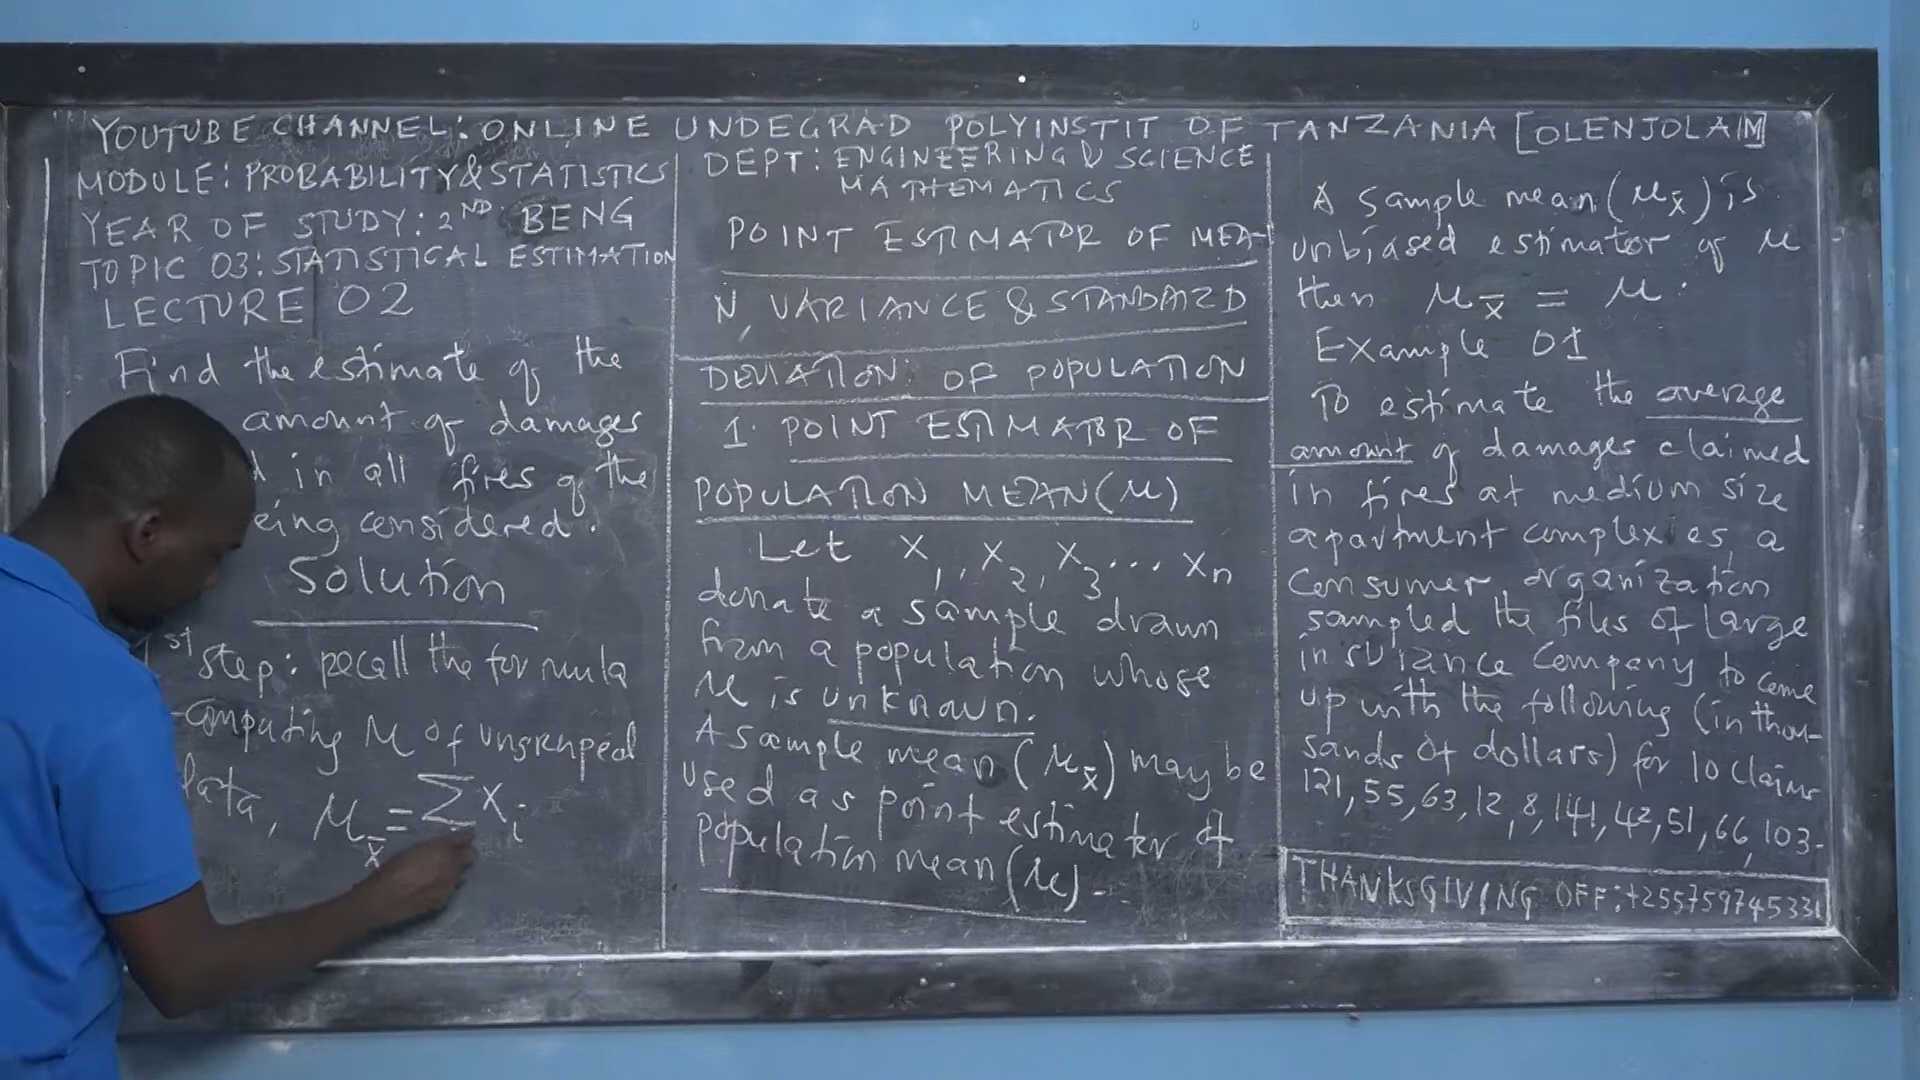 YOUTUBE CHANNEL: ONLINE UNDEGRAD POLYINSTIT OF TANZANIA [OLENJOLAIM]
MODULE: PROBABILITY & STATISTICS
YEAR OF STUDY: 2ND BENG
TOPIC 03: STATISTICAL ESTIMATION
LECTURE 02
Find the estimate of the
amount of damages
in all fires of the
eing considered.
Solution
1st step: recall the formula
computing μ of ungruped
data, μx̄ = ∑xi
DEPT: ENGINEERING & SCIENCE
MATHEMATICS
POINT ESTIMATOR OF MEA-
N, VARIANCE & STANDARD
DEVIATION: OF POPULATION
1. POINT ESTIMATOR OF
POPULATION MEAN (μ)
Let x1, x2, x3... xn
donate a sample drawn
from a population whose
μ is unknown.
A sample mean (μx̄) may be
used as point estimator of
population mean (μ).
A sample mean (μx̄) is
unbiased estimator of μ
then μx̄ = μ.
Example 01
To estimate the average
amount of damages claimed
in fires at medium size
apartment complexies, a
Consumer organization
sampled the files of large
insurance Company to come
up with the following (in thou-
sands of dollars) for 10 claims
121, 55, 63, 12, 8, 141, 42, 51, 66, 103.
THANKSGIVING OFF: +255759745331